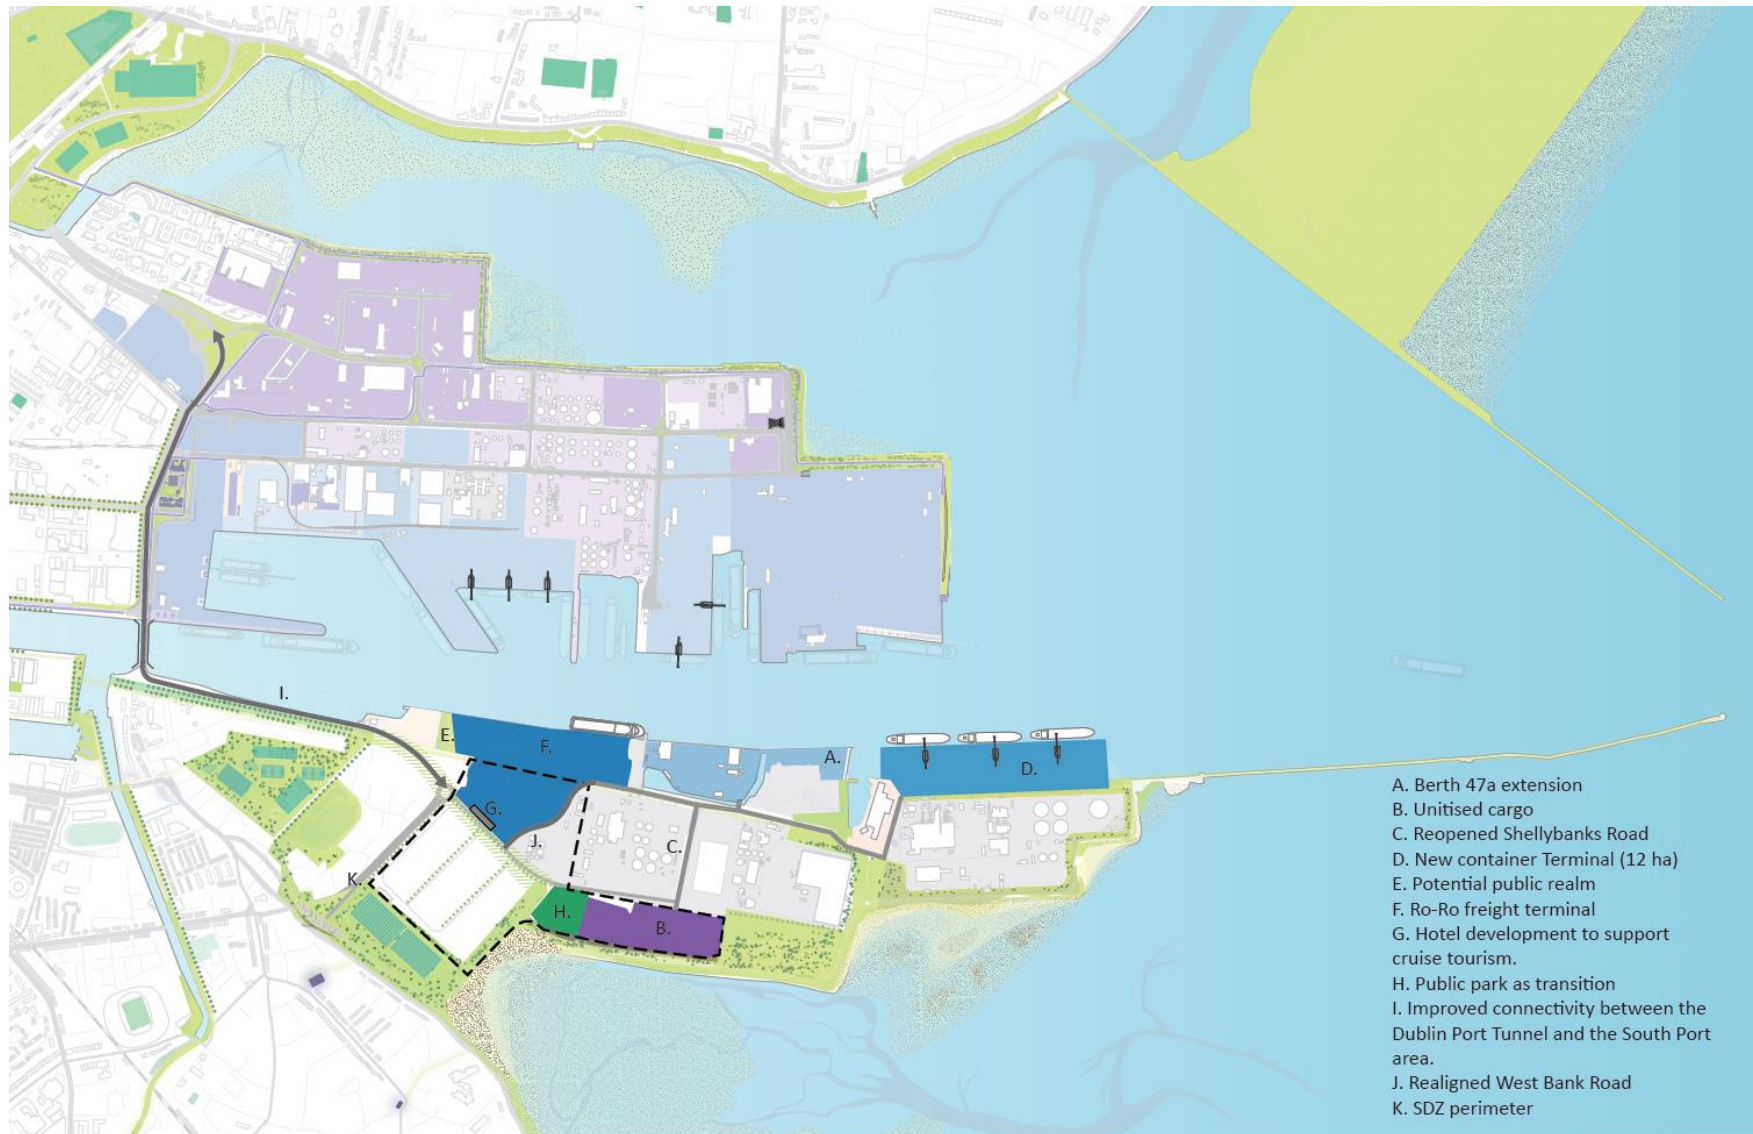 I.
E.
F.
A.
D.
G.
J.
C.
K.
H.
B.
A. Berth 47a extension
B. Unitised cargo
C. Reopened Shellybanks Road
D. New container Terminal (12 ha)
E. Potential public realm
F. Ro-Ro freight terminal
G. Hotel development to support
cruise tourism.
H. Public park as transition
I. Improved connectivity between the
Dublin Port Tunnel and the South Port
area.
J. Realigned West Bank Road
K. SDZ perimeter